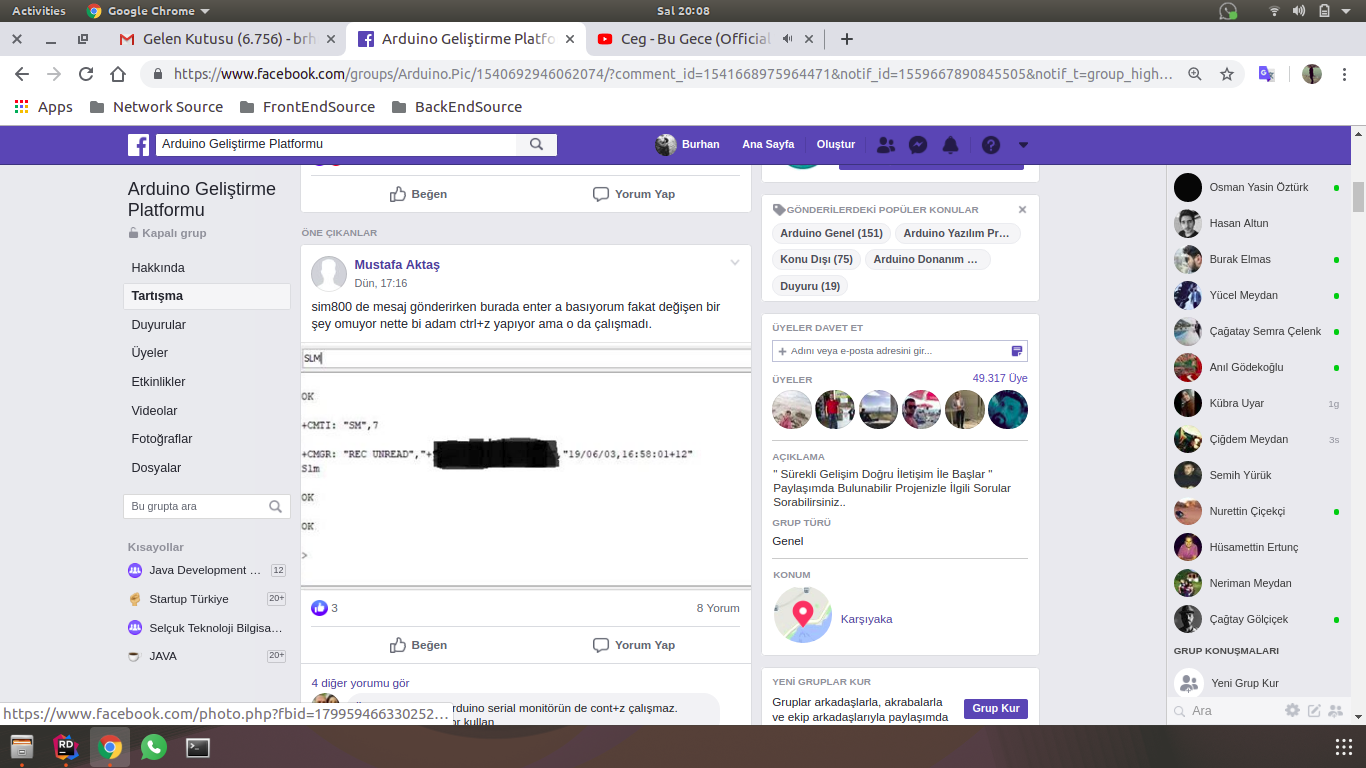 Activities
Google Chrome
Sal 20:08
Gelen Kutusu (6.756) - brh
Arduino Geliştirme Platfo
Ceg - Bu Gece (Official
https://www.facebook.com/groups/Arduino.Pic/1540692946062074/?comment_id=1541668975964471&notif_id=1559667890845505&notif_t=group_high…
Apps
Network Source
FrontEndSource
BackEndSource
Arduino Geliştirme Platformu
Burhan
Ana Sayfa
Oluştur
Arduino Geliştirme
Platformu
Kapalı grup
Hakkında
Tartışma
Duyurular
Üyeler
Etkinlikler
Videolar
Fotoğraflar
Dosyalar
Bu grupta ara
Kısayollar
Java Development ... 12
Startup Türkiye 20+
Selçuk Teknoloji Bilgisa...
JAVA 20+
Beğen
Yorum Yap
ÖNE ÇIKANLAR
Mustafa Aktaş
Dün, 17:16
sim800 de mesaj gönderirken burada enter a basıyorum fakat değişen bir
şey omuyor nette bi adam ctrl+z yapıyor ama o da çalışmadı.
SLM
OK
+CMTI: "SM",7
+CMGR: "REC UNREAD","+ ,"19/06/03,16:58:01+12"
Slm
OK
OK
>
3
8 Yorum
Beğen
Yorum Yap
4 diğer yorumu gör
rduino serial monitörün de cont+z çalışmaz.
or kullan
https://www.facebook.com/photo.php?fbid=179959466330252...
GÖNDERİLERDEKİ POPÜLER KONULAR
Arduino Genel (151)
Arduino Yazılım Pr...
Konu Dışı (75)
Arduino Donanım ...
Duyuru (19)
ÜYELER DAVET ET
+ Adını veya e-posta adresini gir...
ÜYELER
49.317 Üye
AÇIKLAMA
" Sürekli Gelişim Doğru İletişim İle Başlar "
Paylaşımda Bulunabilir Projenizle İlgili Sorular
Sorabilirsiniz..
GRUP TÜRÜ
Genel
KONUM
Karşıyaka
YENİ GRUPLAR KUR
Gruplar arkadaşlarla, akrabalarla
ve ekip arkadaşlarıyla paylaşımda
Grup Kur
Osman Yasin Öztürk
Hasan Altun
Burak Elmas
Yücel Meydan
Çağatay Semra Çelenk
Anıl Gödekoğlu
Kübra Uyar 1g
Çiğdem Meydan 3s
Semih Yürük
Nurettin Çiçekçi
Hüsamettin Ertunç
Neriman Meydan
Çağtay Gölçiçek
GRUP KONUŞMALARI
Yeni Grup Kur
Ara